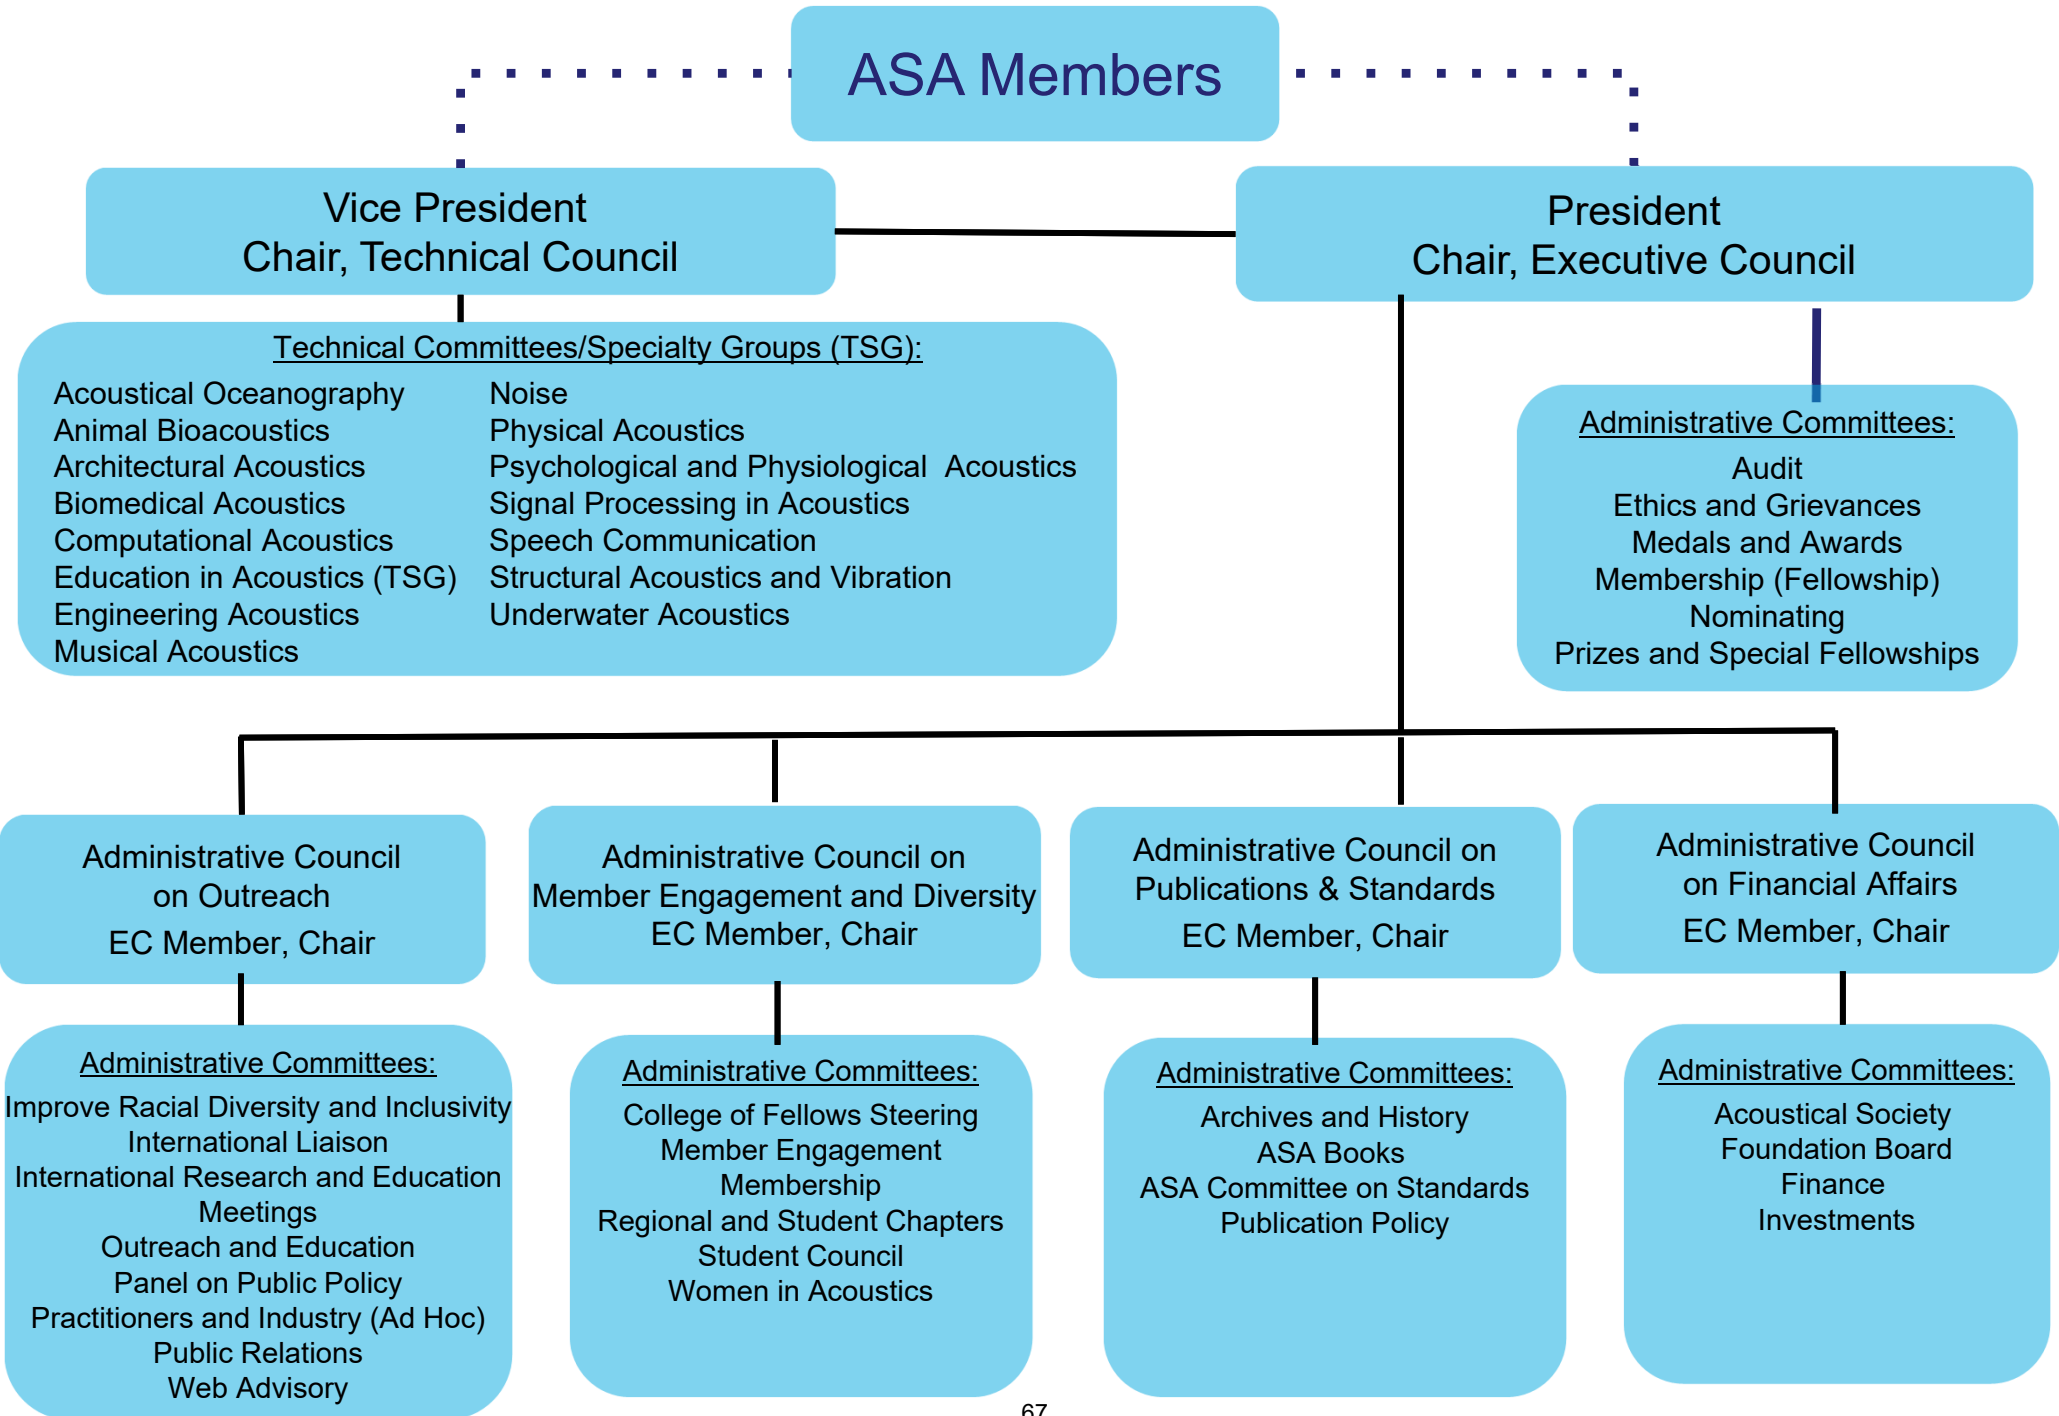 ASA Members
Vice President
Chair, Technical Council
President
Chair, Executive Council
Technical Committees/Specialty Groups (TSG):
Acoustical Oceanography
Animal Bioacoustics
Architectural Acoustics
Biomedical Acoustics
Computational Acoustics
Education in Acoustics (TSG)
Engineering Acoustics
Musical Acoustics
Noise
Physical Acoustics
Psychological and Physiological Acoustics
Signal Processing in Acoustics
Speech Communication
Structural Acoustics and Vibration
Underwater Acoustics
Administrative Committees:
Audit
Ethics and Grievances
Medals and Awards
Membership (Fellowship)
Nominating
Prizes and Special Fellowships
Administrative Council
on Outreach
EC Member, Chair
Administrative Council on
Member Engagement and Diversity
EC Member, Chair
Administrative Council on
Publications & Standards
EC Member, Chair
Administrative Council
on Financial Affairs
EC Member, Chair
Administrative Committees:
Improve Racial Diversity and Inclusivity
International Liaison
International Research and Education
Meetings
Outreach and Education
Panel on Public Policy
Practitioners and Industry (Ad Hoc)
Public Relations
Web Advisory
Administrative Committees:
College of Fellows Steering
Member Engagement
Membership
Regional and Student Chapters
Student Council
Women in Acoustics
Administrative Committees:
Archives and History
ASA Books
ASA Committee on Standards
Publication Policy
Administrative Committees:
Acoustical Society
Foundation Board
Finance
Investments
67